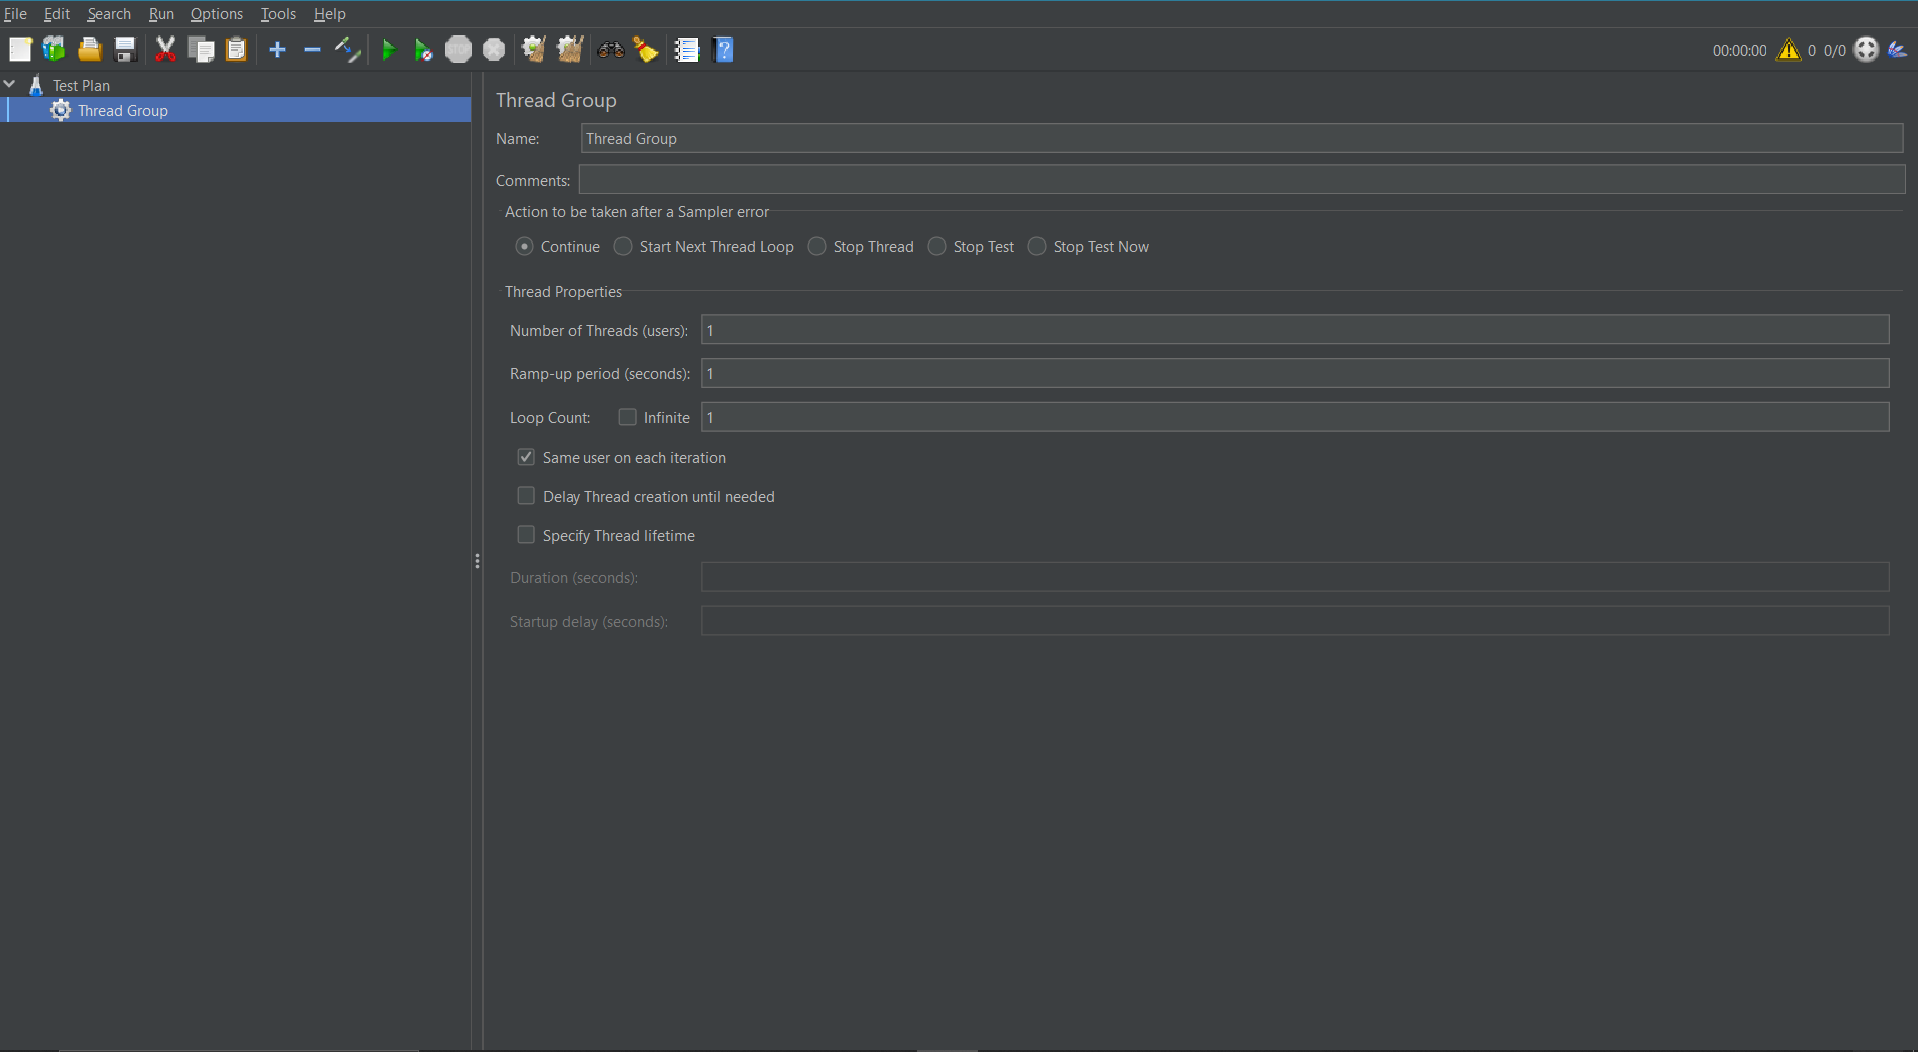 File Edit Search Run Options Tools Help
STOP 00:00:00 0 0/0
Test Plan
Thread Group
Thread Group
Name: Thread Group
Comments:
Action to be taken after a Sampler error
Continue Start Next Thread Loop Stop Thread Stop Test Stop Test Now
Thread Properties
Number of Threads (users): 1
Ramp-up period (seconds): 1
Loop Count: Infinite 1
Same user on each iteration
Delay Thread creation until needed
Specify Thread lifetime
Duration (seconds):
Startup delay (seconds):